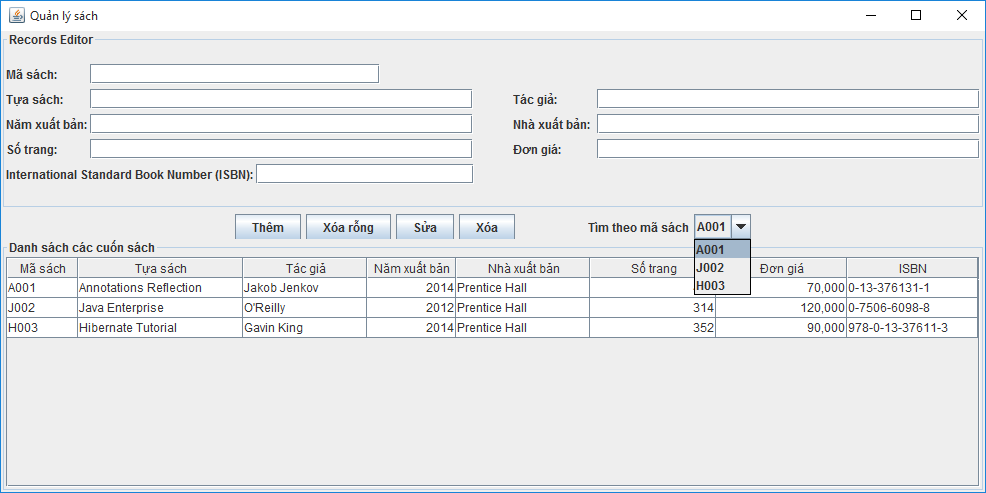 Quản lý sách
Records Editor
Mã sách:
Tựa sách: Tác giả:
Năm xuất bản: Nhà xuất bản:
Số trang: Đơn giá:
International Standard Book Number (ISBN):
Thêm Xóa rỗng Sửa Xóa Tìm theo mã sách A001
A001
J002
H003
Danh sách các cuốn sách
Mã sách Tựa sách Tác giả Năm xuất bản Nhà xuất bản Số trang Đơn giá ISBN
A001 Annotations Reflection Jakob Jenkov 2014 Prentice Hall 70,000 0-13-376131-1
J002 Java Enterprise O'Reilly 2012 Prentice Hall 314 120,000 0-7506-6098-8
H003 Hibernate Tutorial Gavin King 2014 Prentice Hall 352 90,000 978-0-13-37611-3